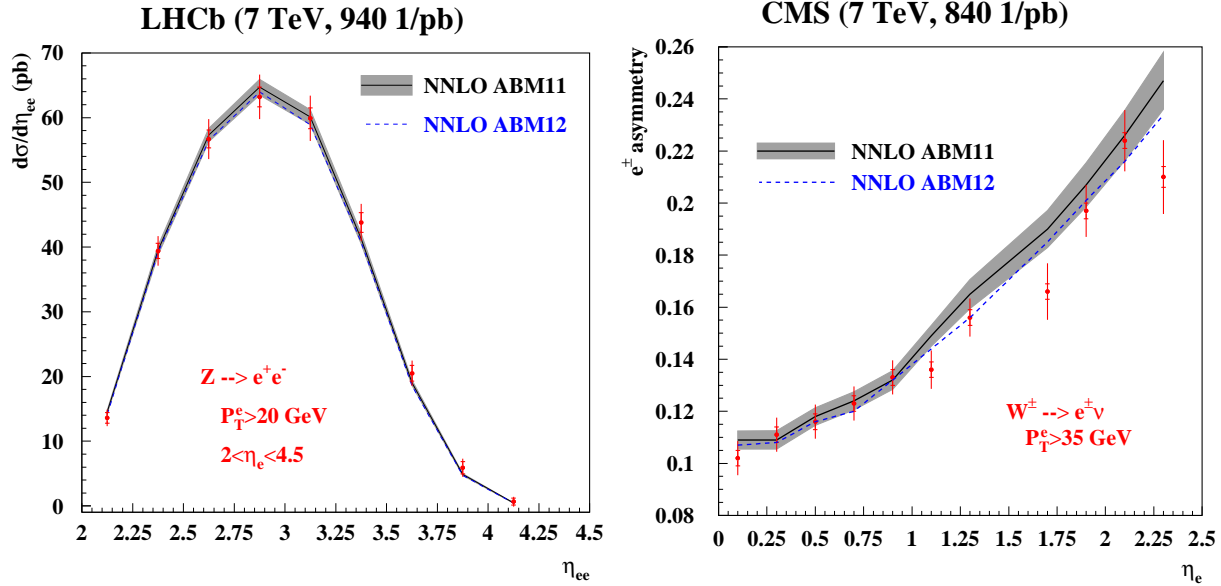 LHCb (7 TeV, 940 1/pb)
dσ/dη_ee (pb)
70
60
50
40
30
20
10
0
NNLO ABM11
NNLO ABM12
Z --> e⁺e⁻
P_T^e>20 GeV
2<η_e<4.5
2 2.25 2.5 2.75 3 3.25 3.5 3.75 4 4.25 4.5
η_ee
CMS (7 TeV, 840 1/pb)
e^± asymmetry
0.26
0.24
0.22
0.2
0.18
0.16
0.14
0.12
0.1
0.08
NNLO ABM11
NNLO ABM12
W^± --> e^±ν
P_T^e>35 GeV
0 0.25 0.5 0.75 1 1.25 1.5 1.75 2 2.25 2.5
η_e